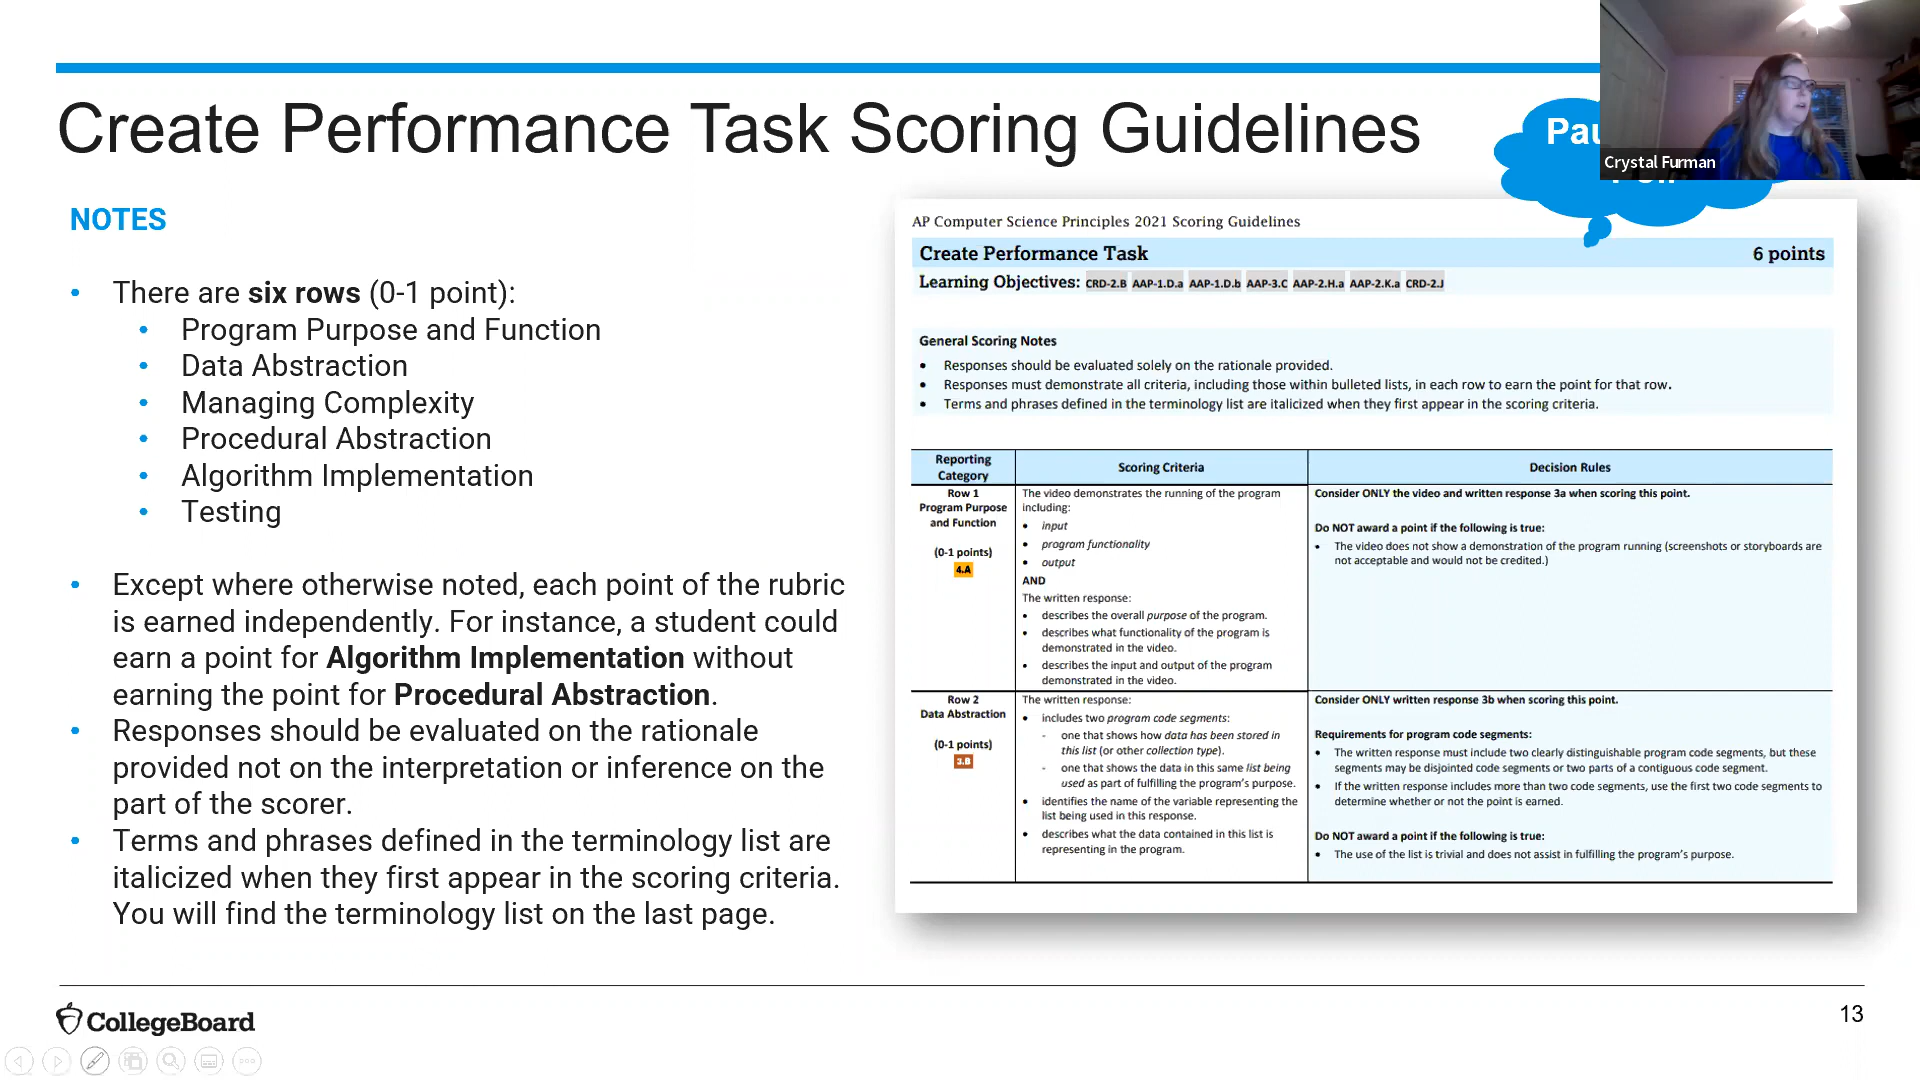 Create Performance Task Scoring Guidelines
Crystal Furman
NOTES
• There are six rows (0-1 point):
• Program Purpose and Function
• Data Abstraction
• Managing Complexity
• Procedural Abstraction
• Algorithm Implementation
• Testing
• Except where otherwise noted, each point of the rubric
is earned independently. For instance, a student could
earn a point for Algorithm Implementation without
earning the point for Procedural Abstraction.
• Responses should be evaluated on the rationale
provided not on the interpretation or inference on the
part of the scorer.
• Terms and phrases defined in the terminology list are
italicized when they first appear in the scoring criteria.
You will find the terminology list on the last page.
AP Computer Science Principles 2021 Scoring Guidelines
Create Performance Task 6 points
Learning Objectives: CRD-2.B AAP-1.D.a AAP-1.D.b AAP-3.C AAP-2.H.a AAP-2.K.a CRD-2.J
General Scoring Notes
• Responses should be evaluated solely on the rationale provided.
• Responses must demonstrate all criteria, including those within bulleted lists, in each row to earn the point for that row.
• Terms and phrases defined in the terminology list are italicized when they first appear in the scoring criteria.
Reporting
Category
Scoring Criteria
Decision Rules
Row 1
Program Purpose
and Function
(0-1 points)
4.A
The video demonstrates the running of the program
including:
• input
• program functionality
• output
AND
The written response:
• describes the overall purpose of the program.
• describes what functionality of the program is
demonstrated in the video.
• describes the input and output of the program
demonstrated in the video.
Consider ONLY the video and written response 3a when scoring this point.
Do NOT award a point if the following is true:
• The video does not show a demonstration of the program running (screenshots or storyboards are
not acceptable and would not be credited.)
Row 2
Data Abstraction
(0-1 points)
3.B
The written response:
• includes two program code segments:
- one that shows how data has been stored in
this list (or other collection type).
- one that shows the data in this same list being
used as part of fulfilling the program's purpose.
• identifies the name of the variable representing the
list being used in this response.
• describes what the data contained in this list is
representing in the program.
Consider ONLY written response 3b when scoring this point.
Requirements for program code segments:
• The written response must include two clearly distinguishable program code segments, but these
segments may be disjointed code segments or two parts of a contiguous code segment.
• If the written response includes more than two code segments, use the first two code segments to
determine whether or not the point is earned.
Do NOT award a point if the following is true:
• The use of the list is trivial and does not assist in fulfilling the program's purpose.
CollegeBoard
13